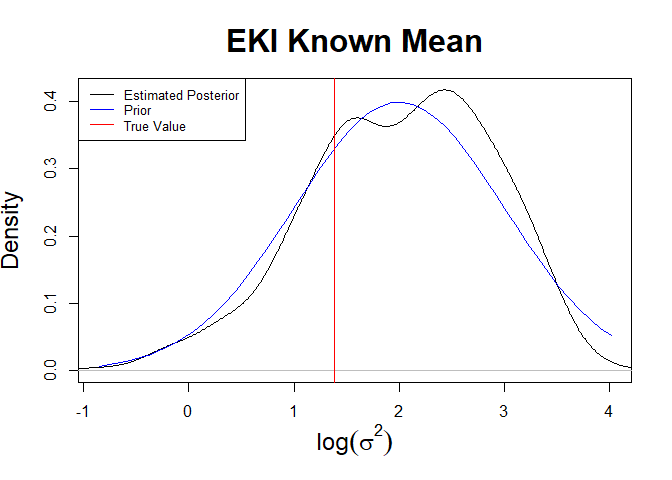 EKI Known Mean
Estimated Posterior
Prior
True Value
Density
0.0
0.1
0.2
0.3
0.4
-1
0
1
2
3
4
log(σ²)